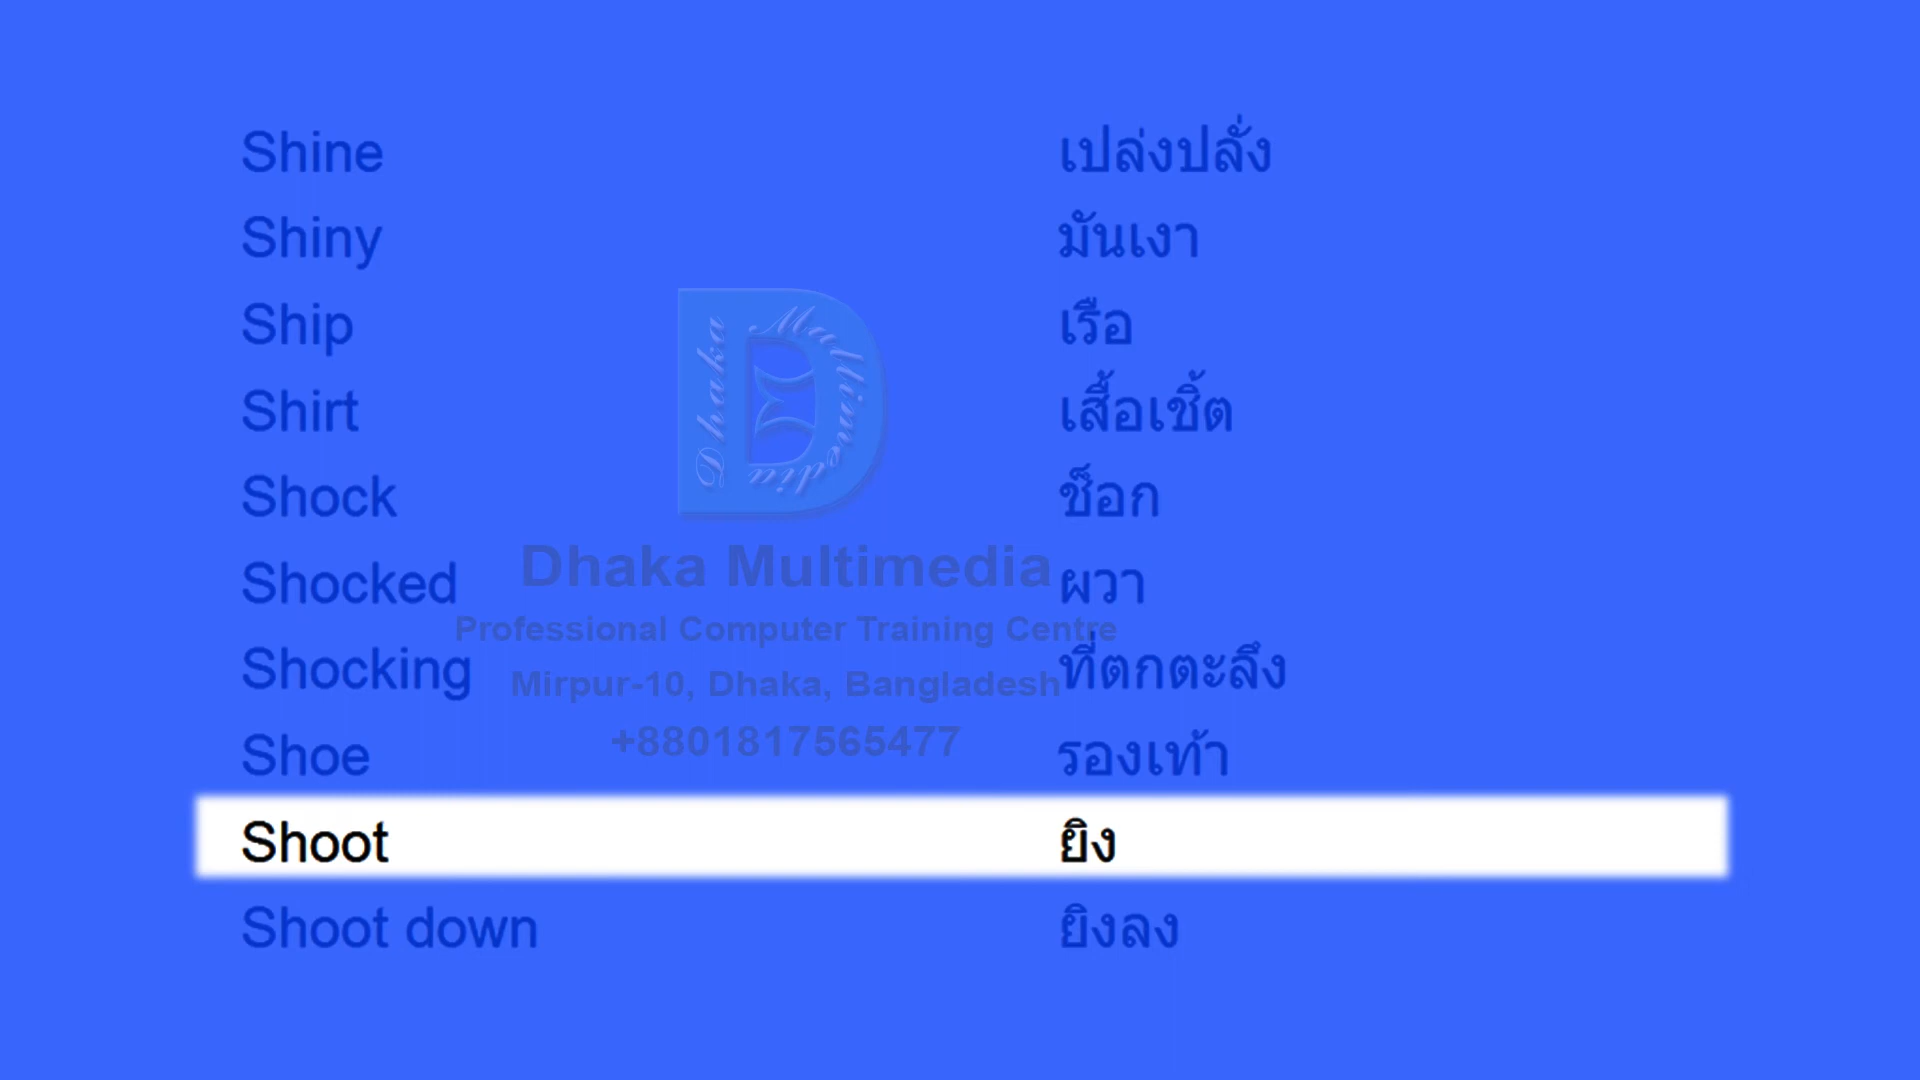 Shine เปล่งปลั่ง
Shiny มันเงา
Ship เรือ
Shirt เสื้อเชิ้ต
Shock ช็อก
Shocked ผวา
Shocking ที่ตกตะลึง
Shoe รองเท้า
Shoot ยิง
Shoot down ยิงลง
Dhaka Multimedia
Dhaka Multimedia
Professional Computer Training Centre
Mirpur-10, Dhaka, Bangladesh
+8801817565477